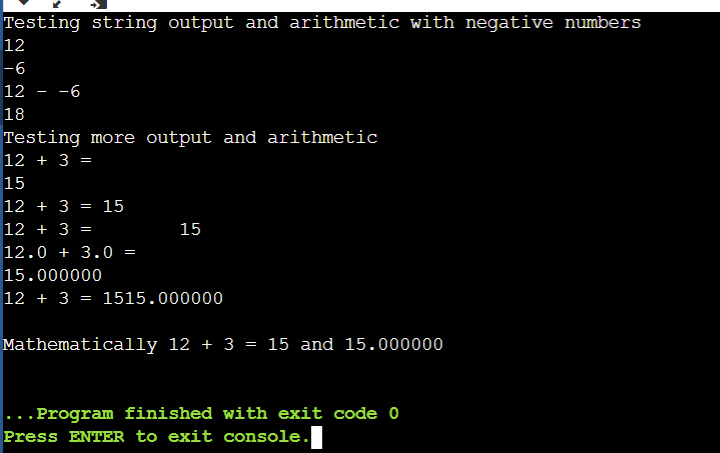 Testing string output and arithmetic with negative numbers
12
-6
12 - -6
18
Testing more output and arithmetic
12 + 3 =
15
12 + 3 = 15
12 + 3 =        15
12.0 + 3.0 =
15.000000
12 + 3 = 1515.000000
Mathematically 12 + 3 = 15 and 15.000000
...Program finished with exit code 0
Press ENTER to exit console.